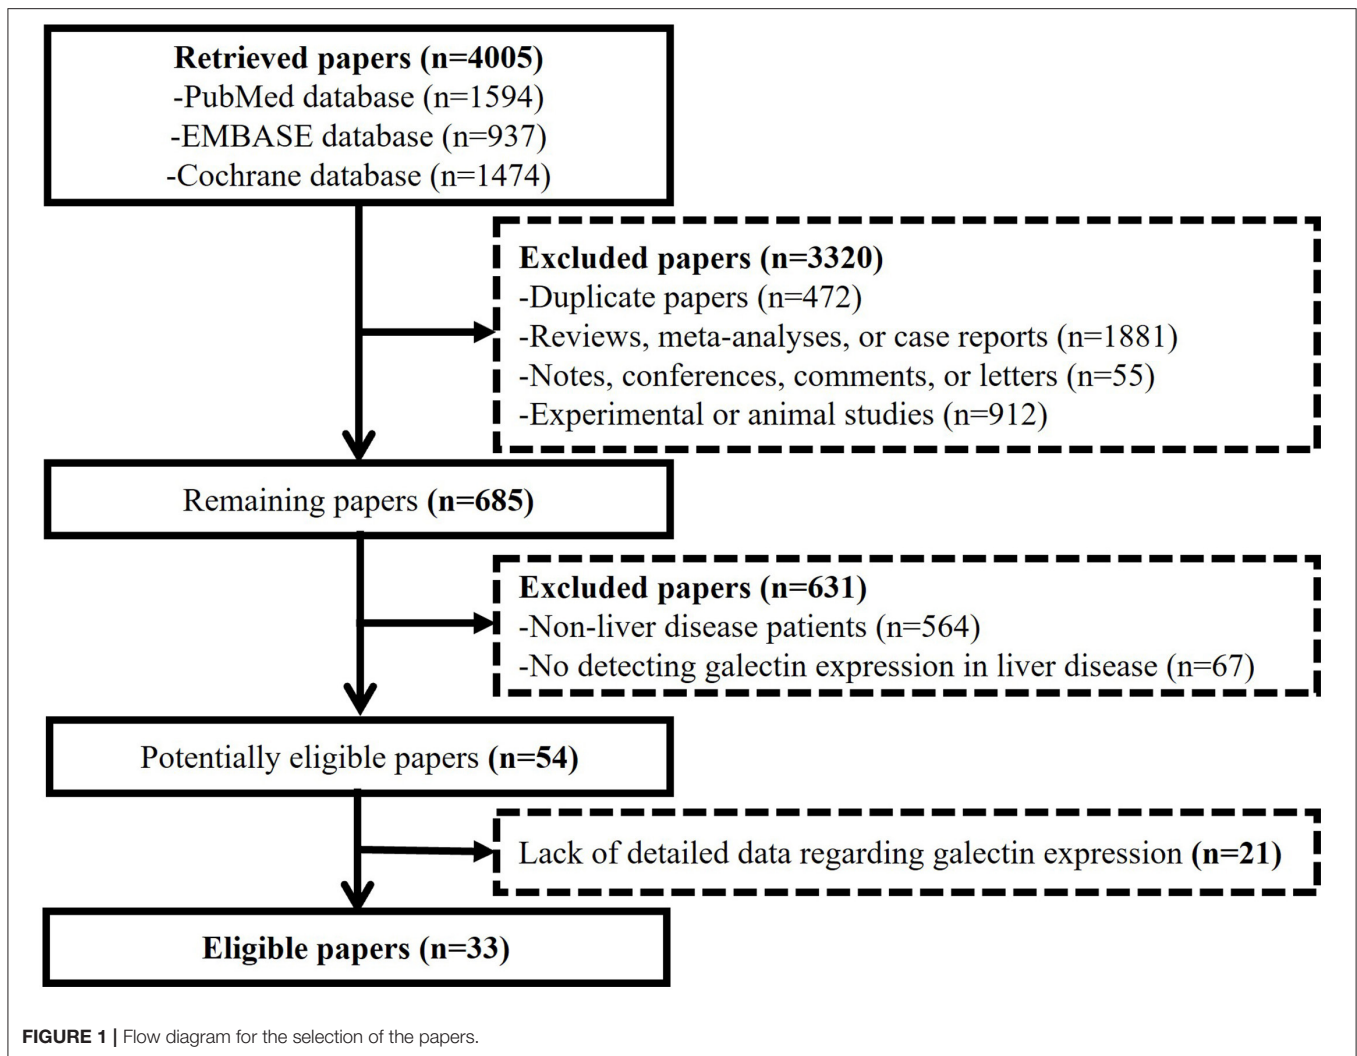 Retrieved papers (n=4005)
-PubMed database (n=1594)
-EMBASE database (n=937)
-Cochrane database (n=1474)
Excluded papers (n=3320)
-Duplicate papers (n=472)
-Reviews, meta-analyses, or case reports (n=1881)
-Notes, conferences, comments, or letters (n=55)
-Experimental or animal studies (n=912)
Remaining papers (n=685)
Excluded papers (n=631)
-Non-liver disease patients (n=564)
-No detecting galectin expression in liver disease (n=67)
Potentially eligible papers (n=54)
Lack of detailed data regarding galectin expression (n=21)
Eligible papers (n=33)
FIGURE 1 | Flow diagram for the selection of the papers.